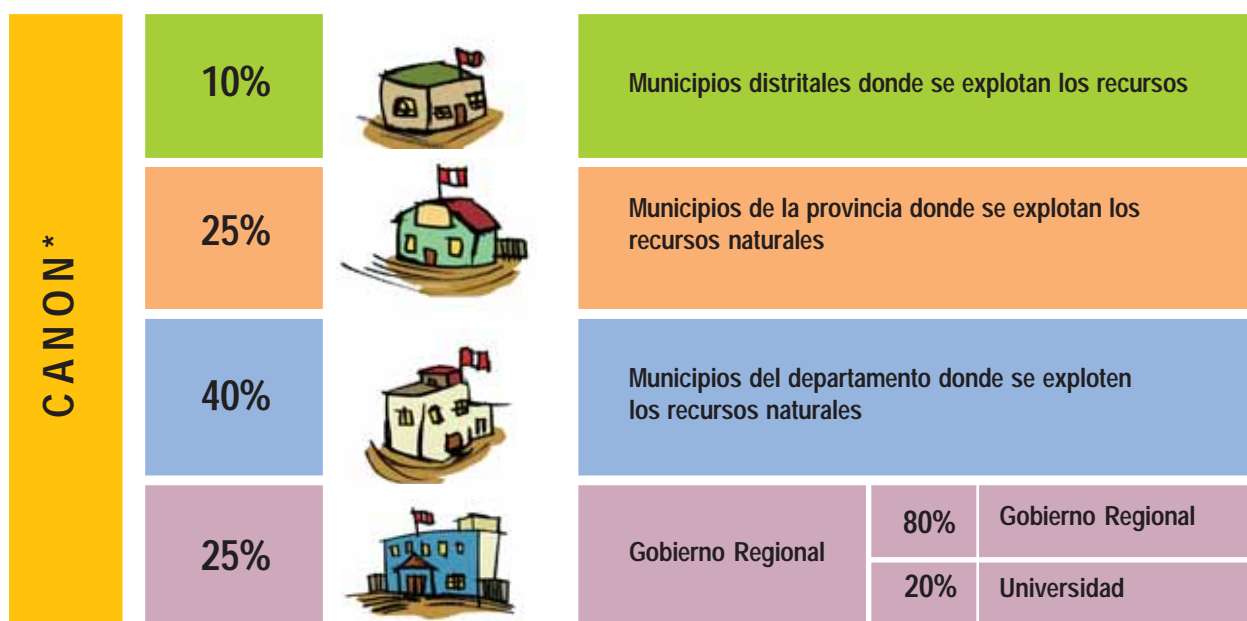 CANON*
10%
Municipios distritales donde se explotan los recursos
25%
Municipios de la provincia donde se explotan los
recursos naturales
40%
Municipios del departamento donde se exploten
los recursos naturales
25%
Gobierno Regional
80%
Gobierno Regional
20%
Universidad